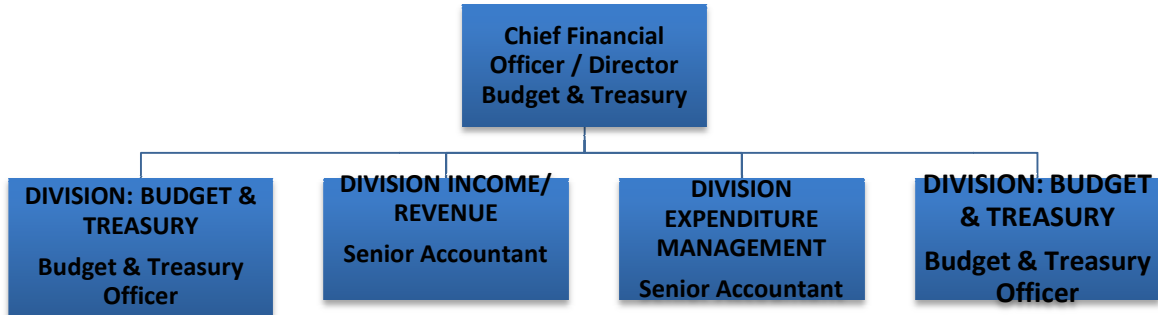 Chief Financial
Officer / Director
Budget & Treasury
DIVISION: BUDGET &
TREASURY
Budget & Treasury
Officer
DIVISION INCOME/
REVENUE
Senior Accountant
DIVISION
EXPENDITURE
MANAGEMENT
Senior Accountant
DIVISION: BUDGET
& TREASURY
Budget & Treasury
Officer